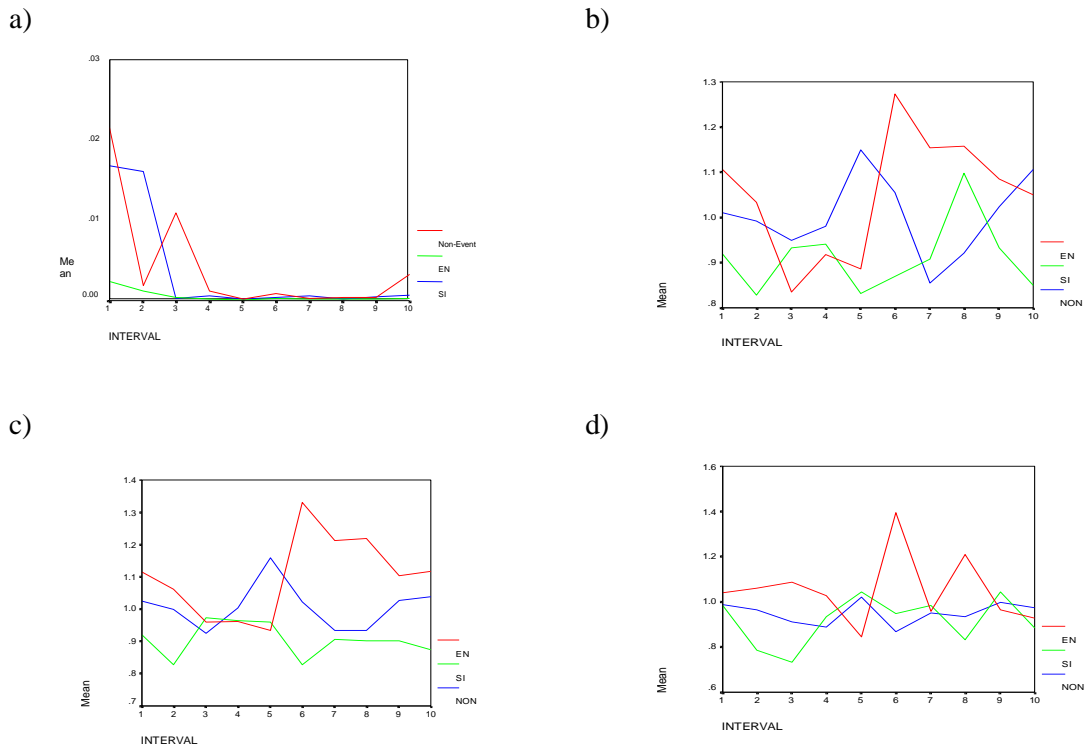 a)
.03
.02
.01
Me
an
0.00
1 2 3 4 5 6 7 8 9 10
INTERVAL
Non-Event
EN
SI
b)
1.3
1.2
1.1
1.0
.9
.8
Mean
1 2 3 4 5 6 7 8 9 10
INTERVAL
EN
SI
NON
c)
1.4
1.3
1.2
1.1
1.0
.9
.8
.7
Mean
1 2 3 4 5 6 7 8 9 10
INTERVAL
EN
SI
NON
d)
1.6
1.4
1.2
1.0
.8
.6
Mean
1 2 3 4 5 6 7 8 9 10
INTERVAL
EN
SI
NON